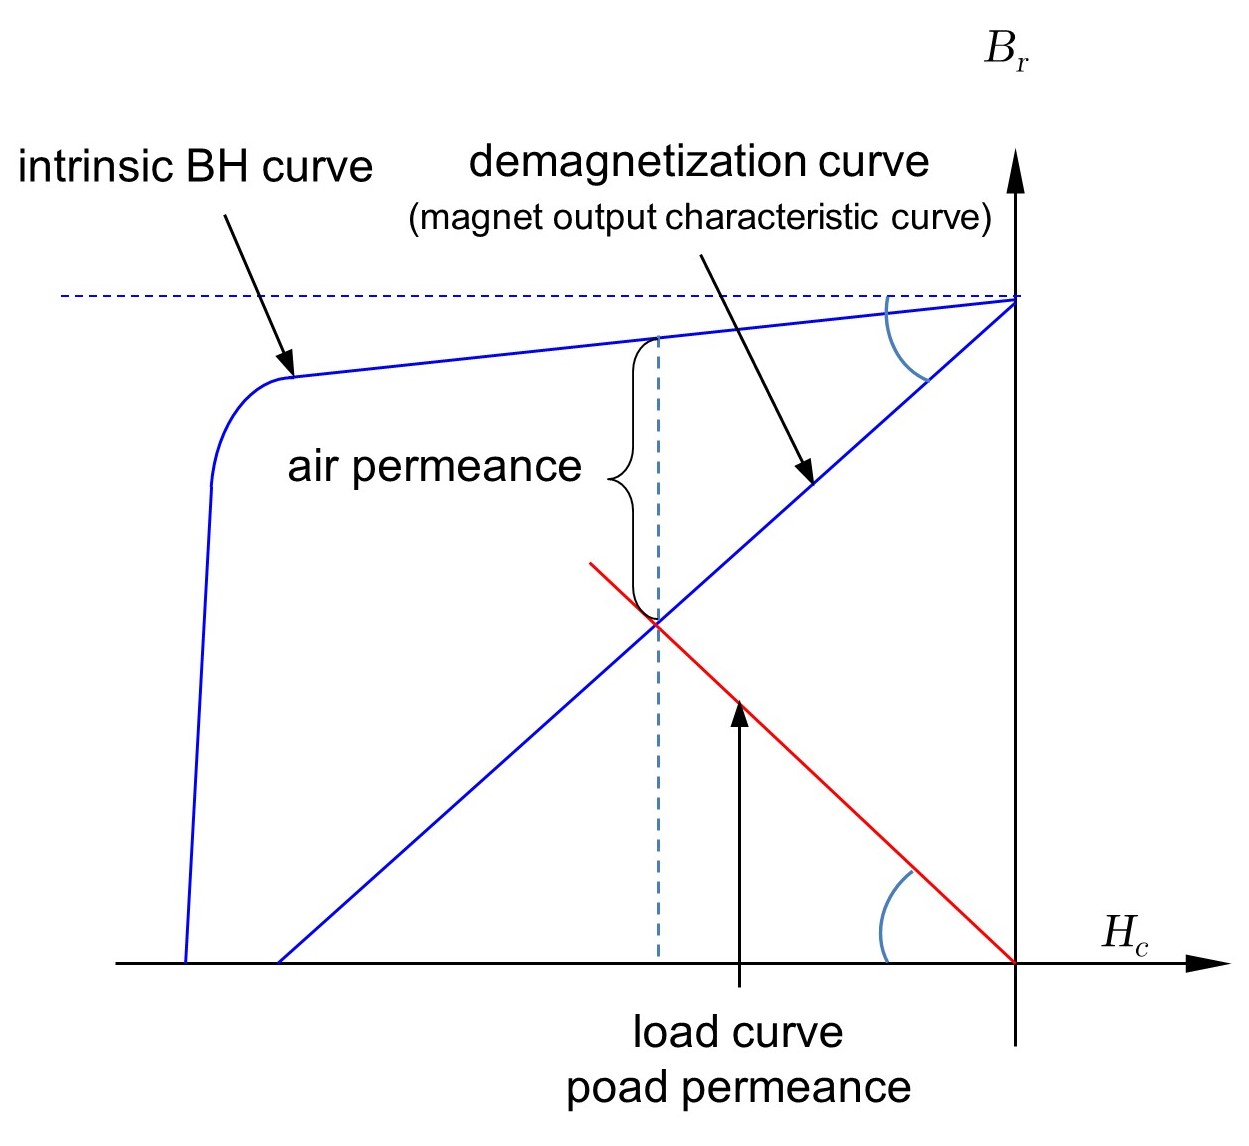 B_r
intrinsic BH curve
demagnetization curve
(magnet output characteristic curve)
air permeance
H_c
load curve
poad permeance